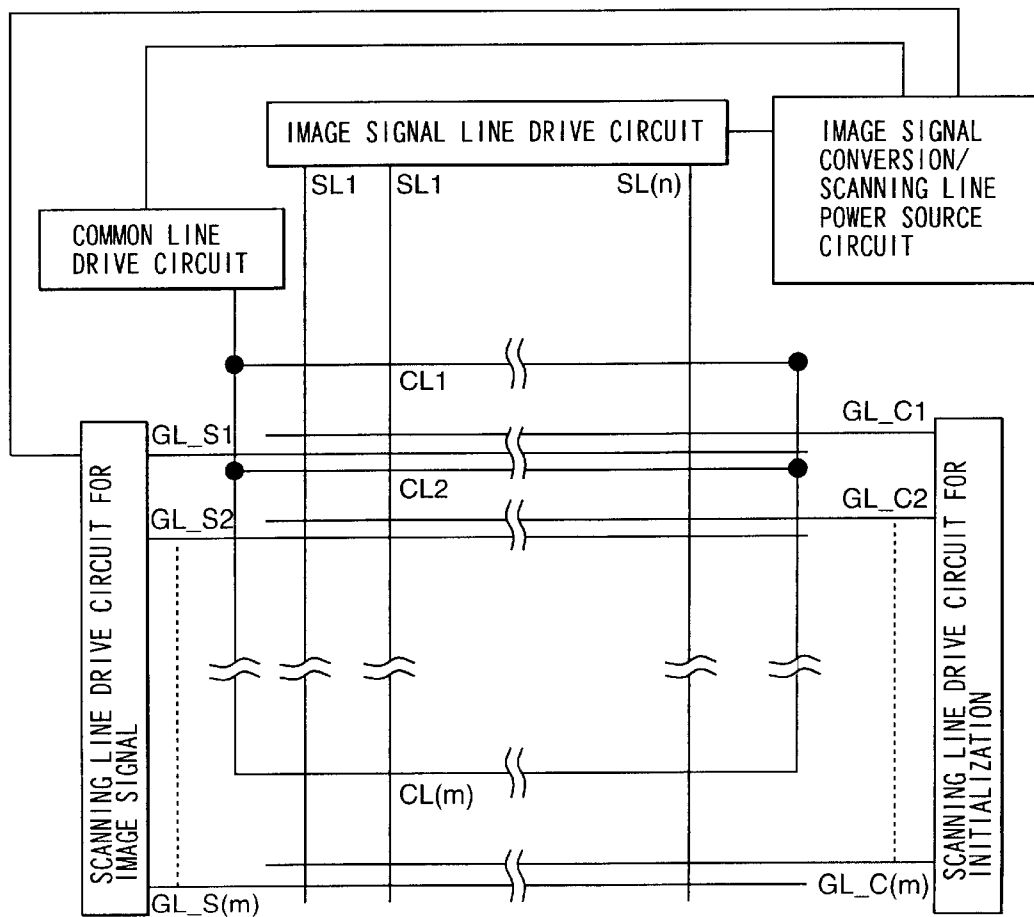 IMAGE SIGNAL LINE DRIVE CIRCUIT
IMAGE SIGNAL
CONVERSION/
SCANNING LINE
POWER SOURCE
CIRCUIT
SL1
SL1
SL(n)
COMMON LINE
DRIVE CIRCUIT
CL1
GL_C1
GL_S1
CL2
GL_C2
GL_S2
SCANNING LINE DRIVE CIRCUIT FOR
IMAGE SIGNAL
SCANNING LINE DRIVE CIRCUIT FOR
INITIALIZATION
CL(m)
GL_C(m)
GL_S(m)